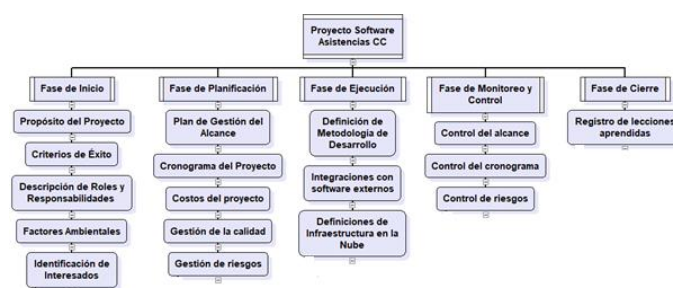 Proyecto Software
Asistencias CC
Fase de Inicio
Propósito del Proyecto
Criterios de Éxito
Descripción de Roles y
Responsabilidades
Factores Ambientales
Identificación de
Interesados
Fase de Planificación
Plan de Gestión del
Alcance
Cronograma del Proyecto
Costos del proyecto
Gestión de la calidad
Gestión de riesgos
Fase de Ejecución
Definición de
Metodología de
Desarrollo
Integraciones con
software externos
Definiciones de
Infraestructura en la
Nube
Fase de Monitoreo y
Control
Control del alcance
Control del cronograma
Control de riesgos
Fase de Cierre
Registro de lecciones
aprendidas